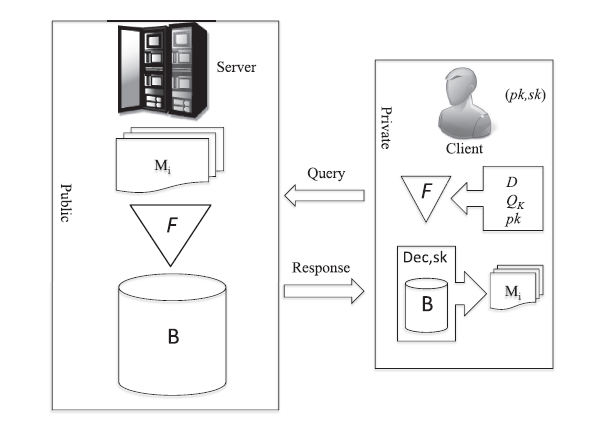 Server
M_i
F
B
Public
Query
Response
Private
(pk,sk)
Client
F
D
Q_K
pk
Dec,sk
B
M_i